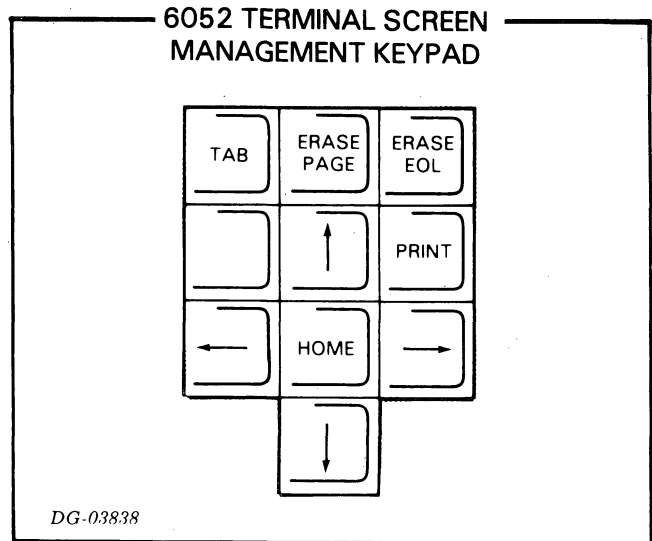 6052 TERMINAL SCREEN
MANAGEMENT KEYPAD
TAB
ERASE
PAGE
ERASE
EOL
PRINT
HOME
DG-03838